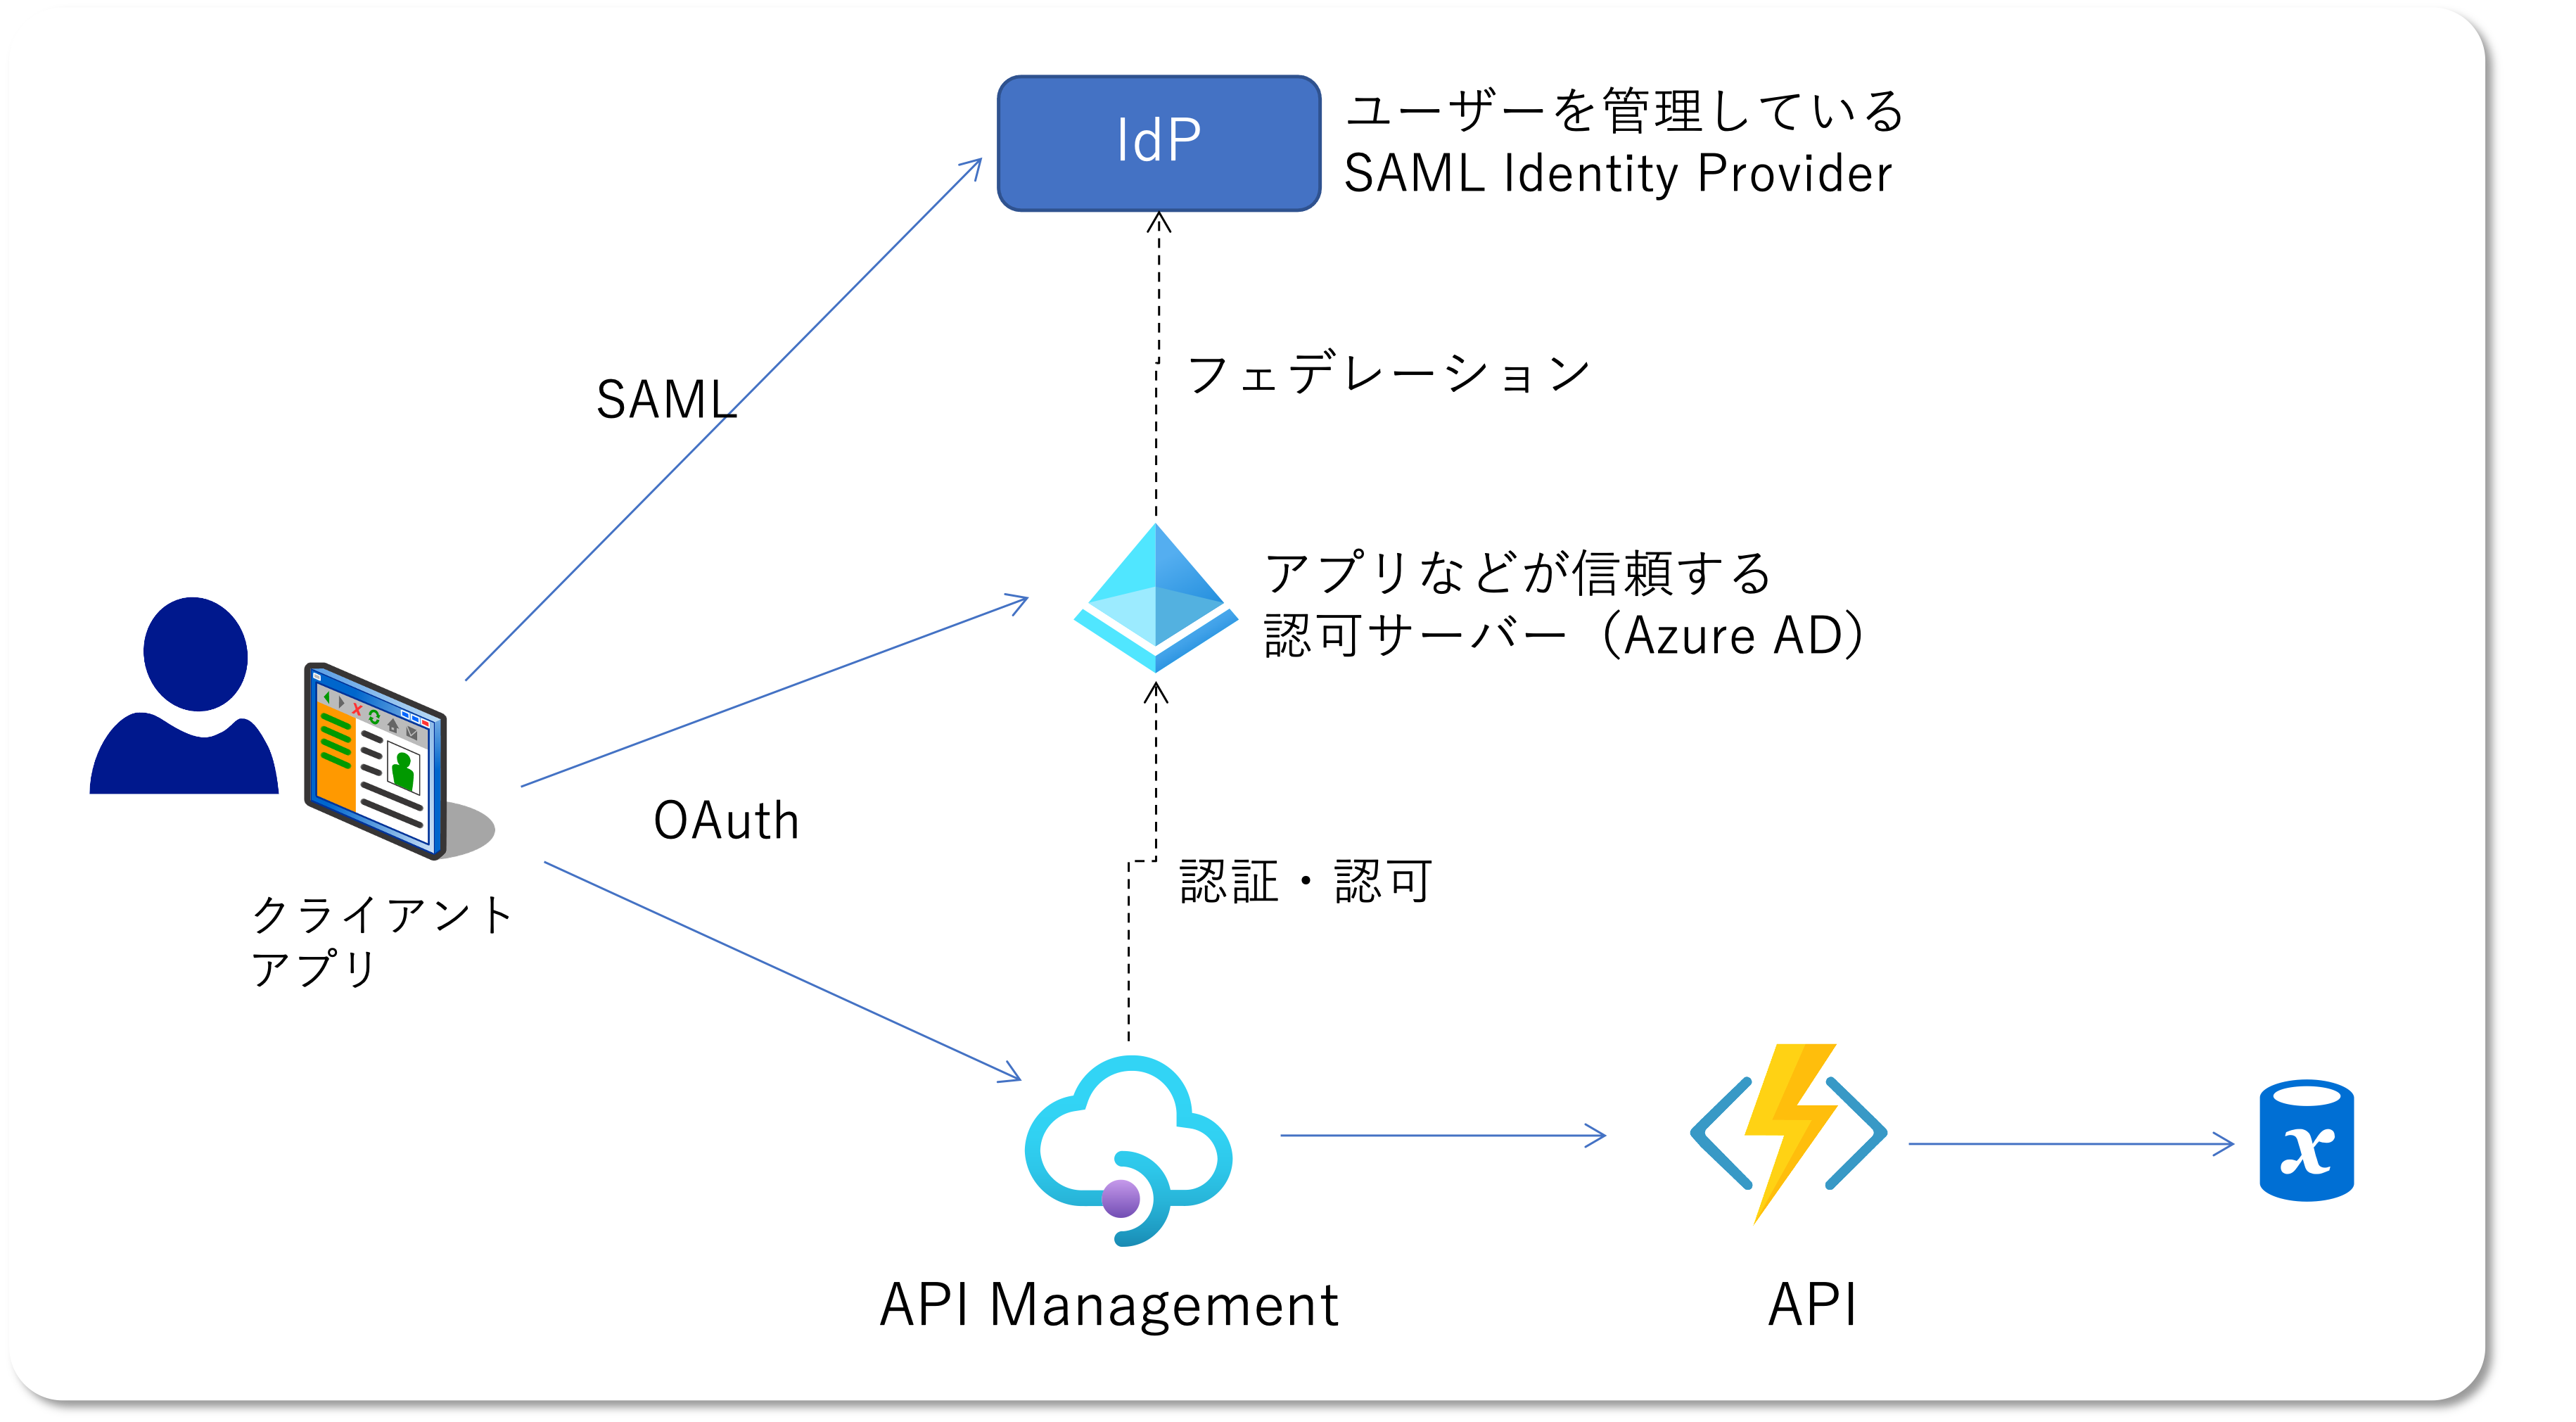 IdP
ユーザーを管理している
SAML Identity Provider
SAML
フェデレーション
アプリなどが信頼する
認可サーバー（Azure AD）
OAuth
認証・認可
クライアント
アプリ
x
API Management
API